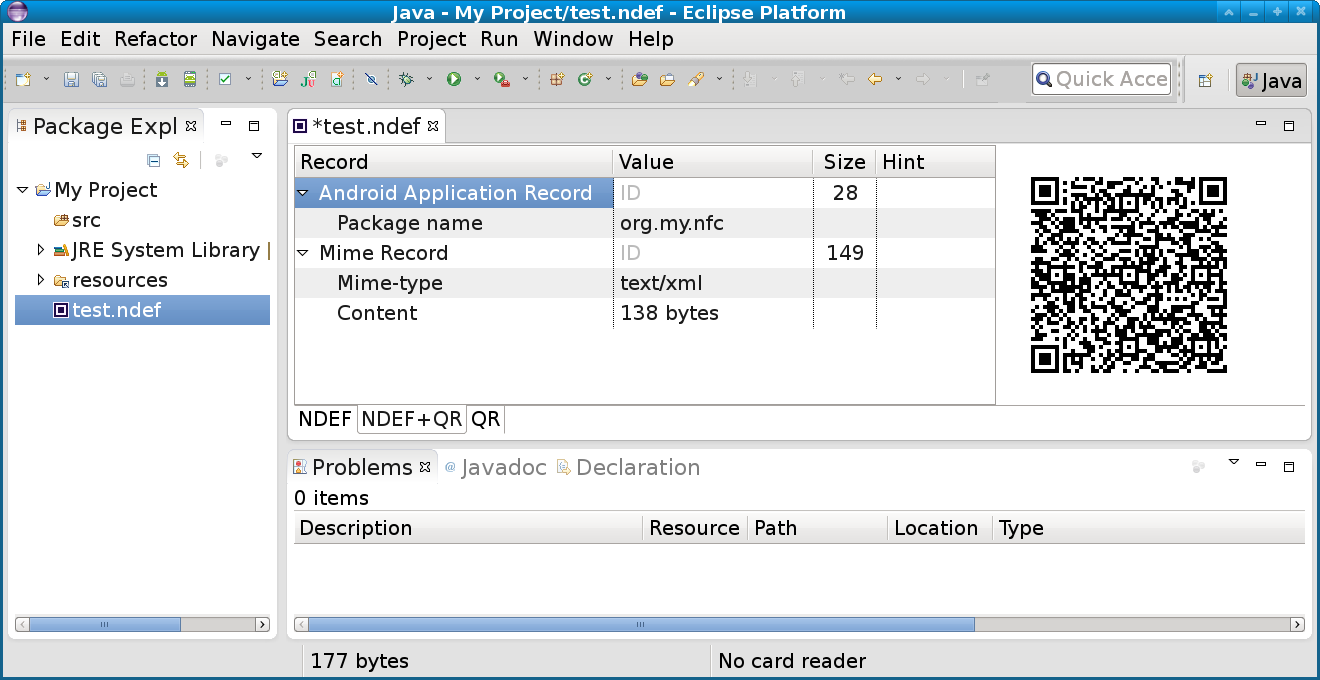 Java - My Project/test.ndef - Eclipse Platform
File Edit Refactor Navigate Search Project Run Window Help
Quick Acce
Java
Package Expl
My Project
src
JRE System Library
resources
test.ndef
*test.ndef
Record Value Size Hint
Android Application Record ID 28
Package name org.my.nfc
Mime Record ID 149
Mime-type text/xml
Content 138 bytes
NDEF NDEF+QR QR
Problems @ Javadoc Declaration
0 items
Description Resource Path Location Type
177 bytes No card reader